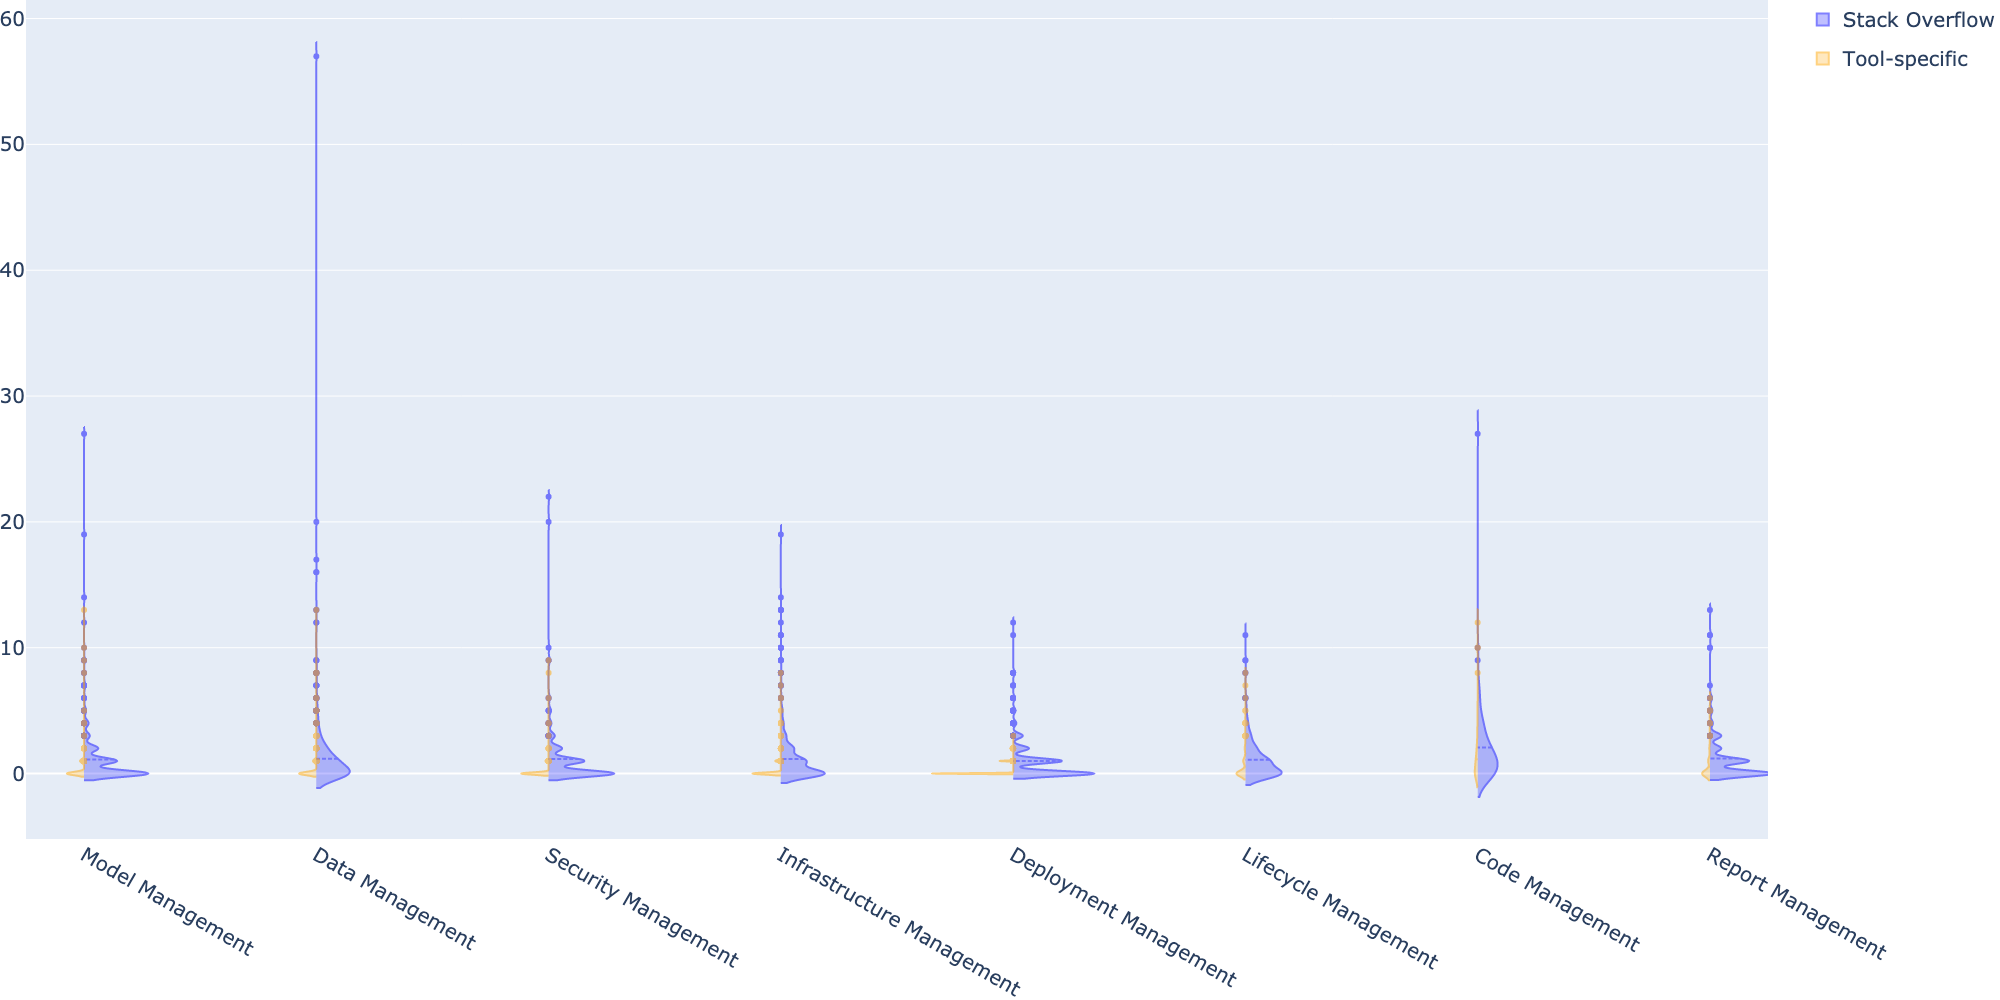 60
50
40
30
20
10
0
Model Management
Data Management
Security Management
Infrastructure Management
Deployment Management
Lifecycle Management
Code Management
Report Management
Stack Overflow
Tool-specific